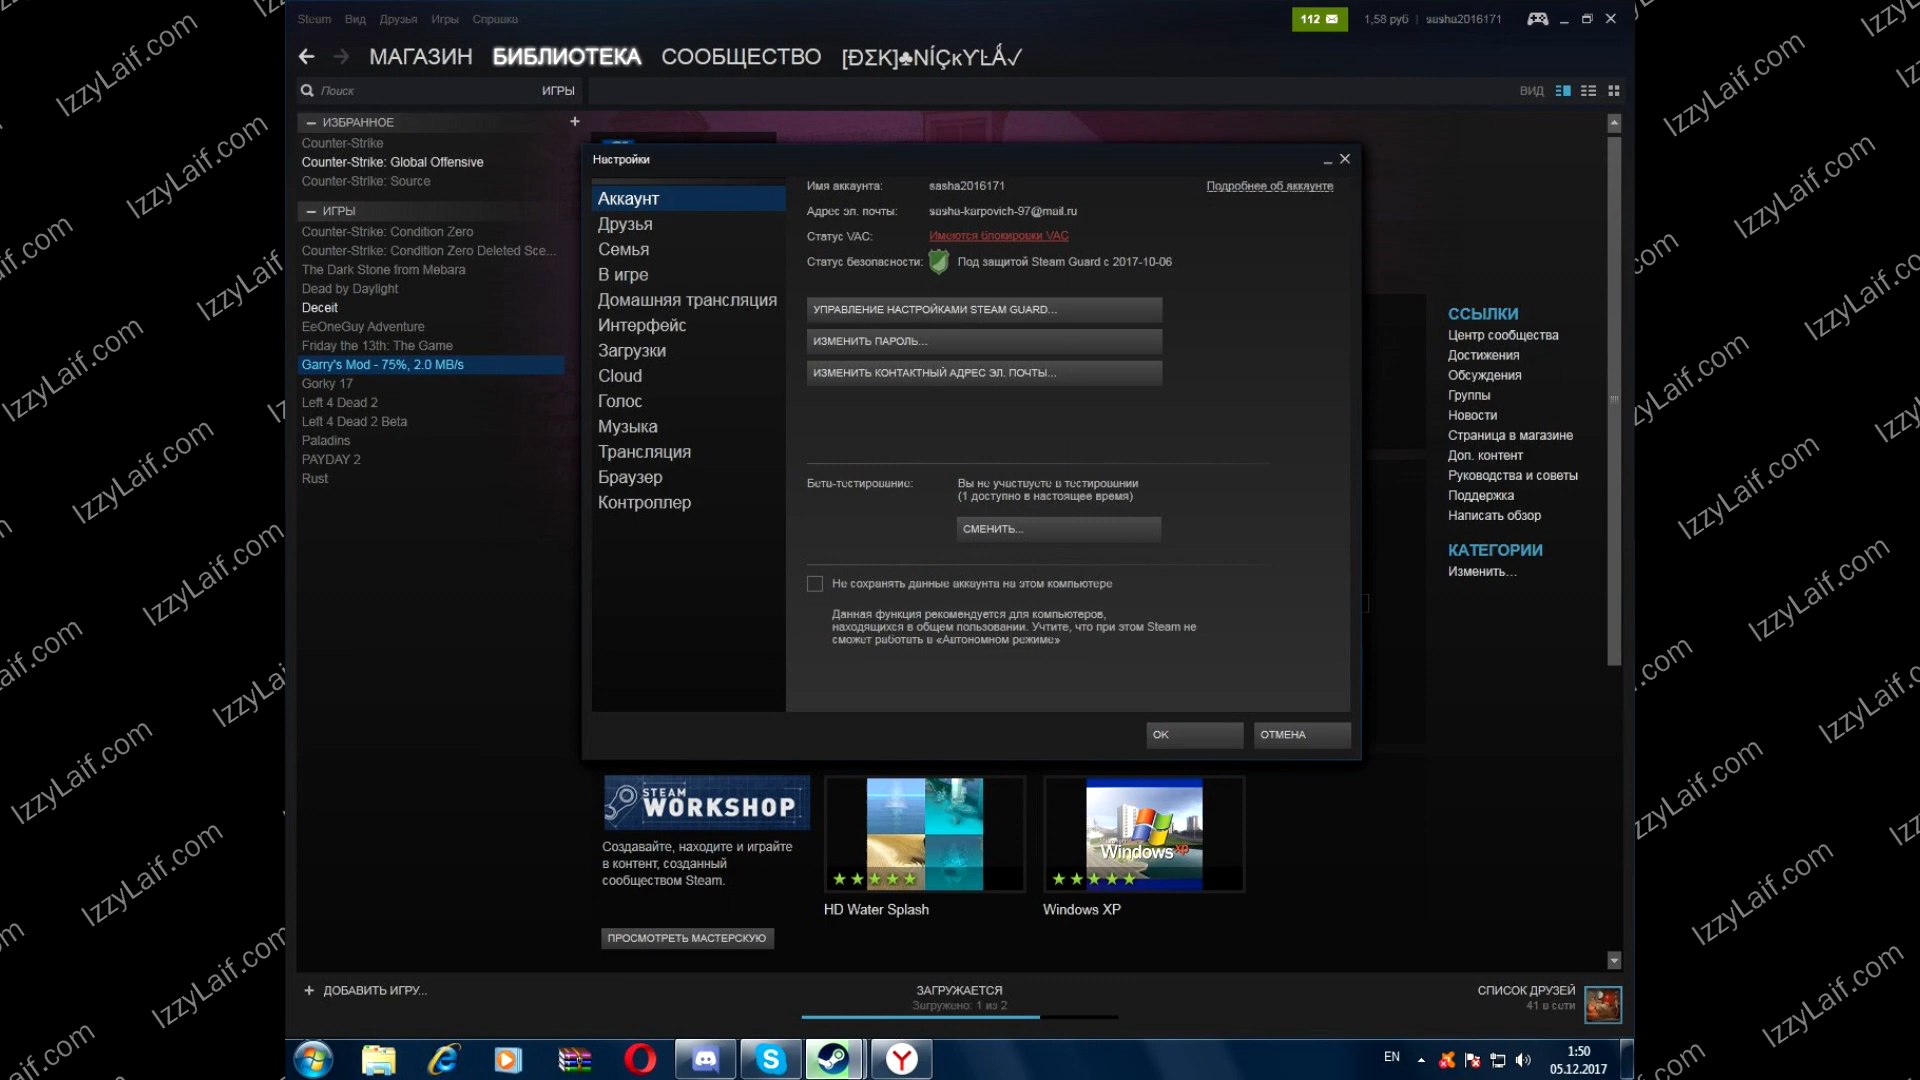 Steam Вид Друзья Игры Справка
112
1,58 руб | sasha2016171
МАГАЗИН БИБЛИОТЕКА СООБЩЕСТВО [ÐΣK]♣NÍÇĸƳĿÅ✓
Поиск ИГРЫ
ВИД
— ИЗБРАННОЕ +
Counter-Strike
Counter-Strike: Global Offensive
Counter-Strike: Source
— ИГРЫ
Counter-Strike: Condition Zero
Counter-Strike: Condition Zero Deleted Sce...
The Dark Stone from Mebara
Dead by Daylight
Deceit
EeOneGuy Adventure
Friday the 13th: The Game
Garry's Mod - 75%, 2.0 MB/s
Gorky 17
Left 4 Dead 2
Left 4 Dead 2 Beta
Paladins
PAYDAY 2
Rust
Настройки
Аккаунт
Друзья
Семья
В игре
Домашняя трансляция
Интерфейс
Загрузки
Cloud
Голос
Музыка
Трансляция
Браузер
Контроллер
Имя аккаунта: sasha2016171 Подробнее об аккаунте
Адрес эл. почты: sasha-karpovich-97@mail.ru
Статус VAC: Имеются блокировки VAC
Статус безопасности: Под защитой Steam Guard с 2017-10-06
УПРАВЛЕНИЕ НАСТРОЙКАМИ STEAM GUARD...
ИЗМЕНИТЬ ПАРОЛЬ...
ИЗМЕНИТЬ КОНТАКТНЫЙ АДРЕС ЭЛ. ПОЧТЫ...
Бета-тестирование: Вы не участвуете в тестировании
(1 доступно в настоящее время)
СМЕНИТЬ...
Не сохранять данные аккаунта на этом компьютере
Данная функция рекомендуется для компьютеров,
находящихся в общем пользовании. Учтите, что при этом Steam не
сможет работать в «Автономном режиме»
OK ОТМЕНА
ССЫЛКИ
Центр сообщества
Достижения
Обсуждения
Группы
Новости
Страница в магазине
Доп. контент
Руководства и советы
Поддержка
Написать обзор
КАТЕГОРИИ
Изменить...
STEAM
WORKSHOP
Создавайте, находите и играйте
в контент, созданный
сообществом Steam.
ПРОСМОТРЕТЬ МАСТЕРСКУЮ
HD Water Splash
Windows xp
Windows XP
+ ДОБАВИТЬ ИГРУ...
ЗАГРУЖАЕТСЯ
Загружено: 1 из 2
СПИСОК ДРУЗЕЙ
41 в сети
EN
1:50
05.12.2017
IzzyLaif.com